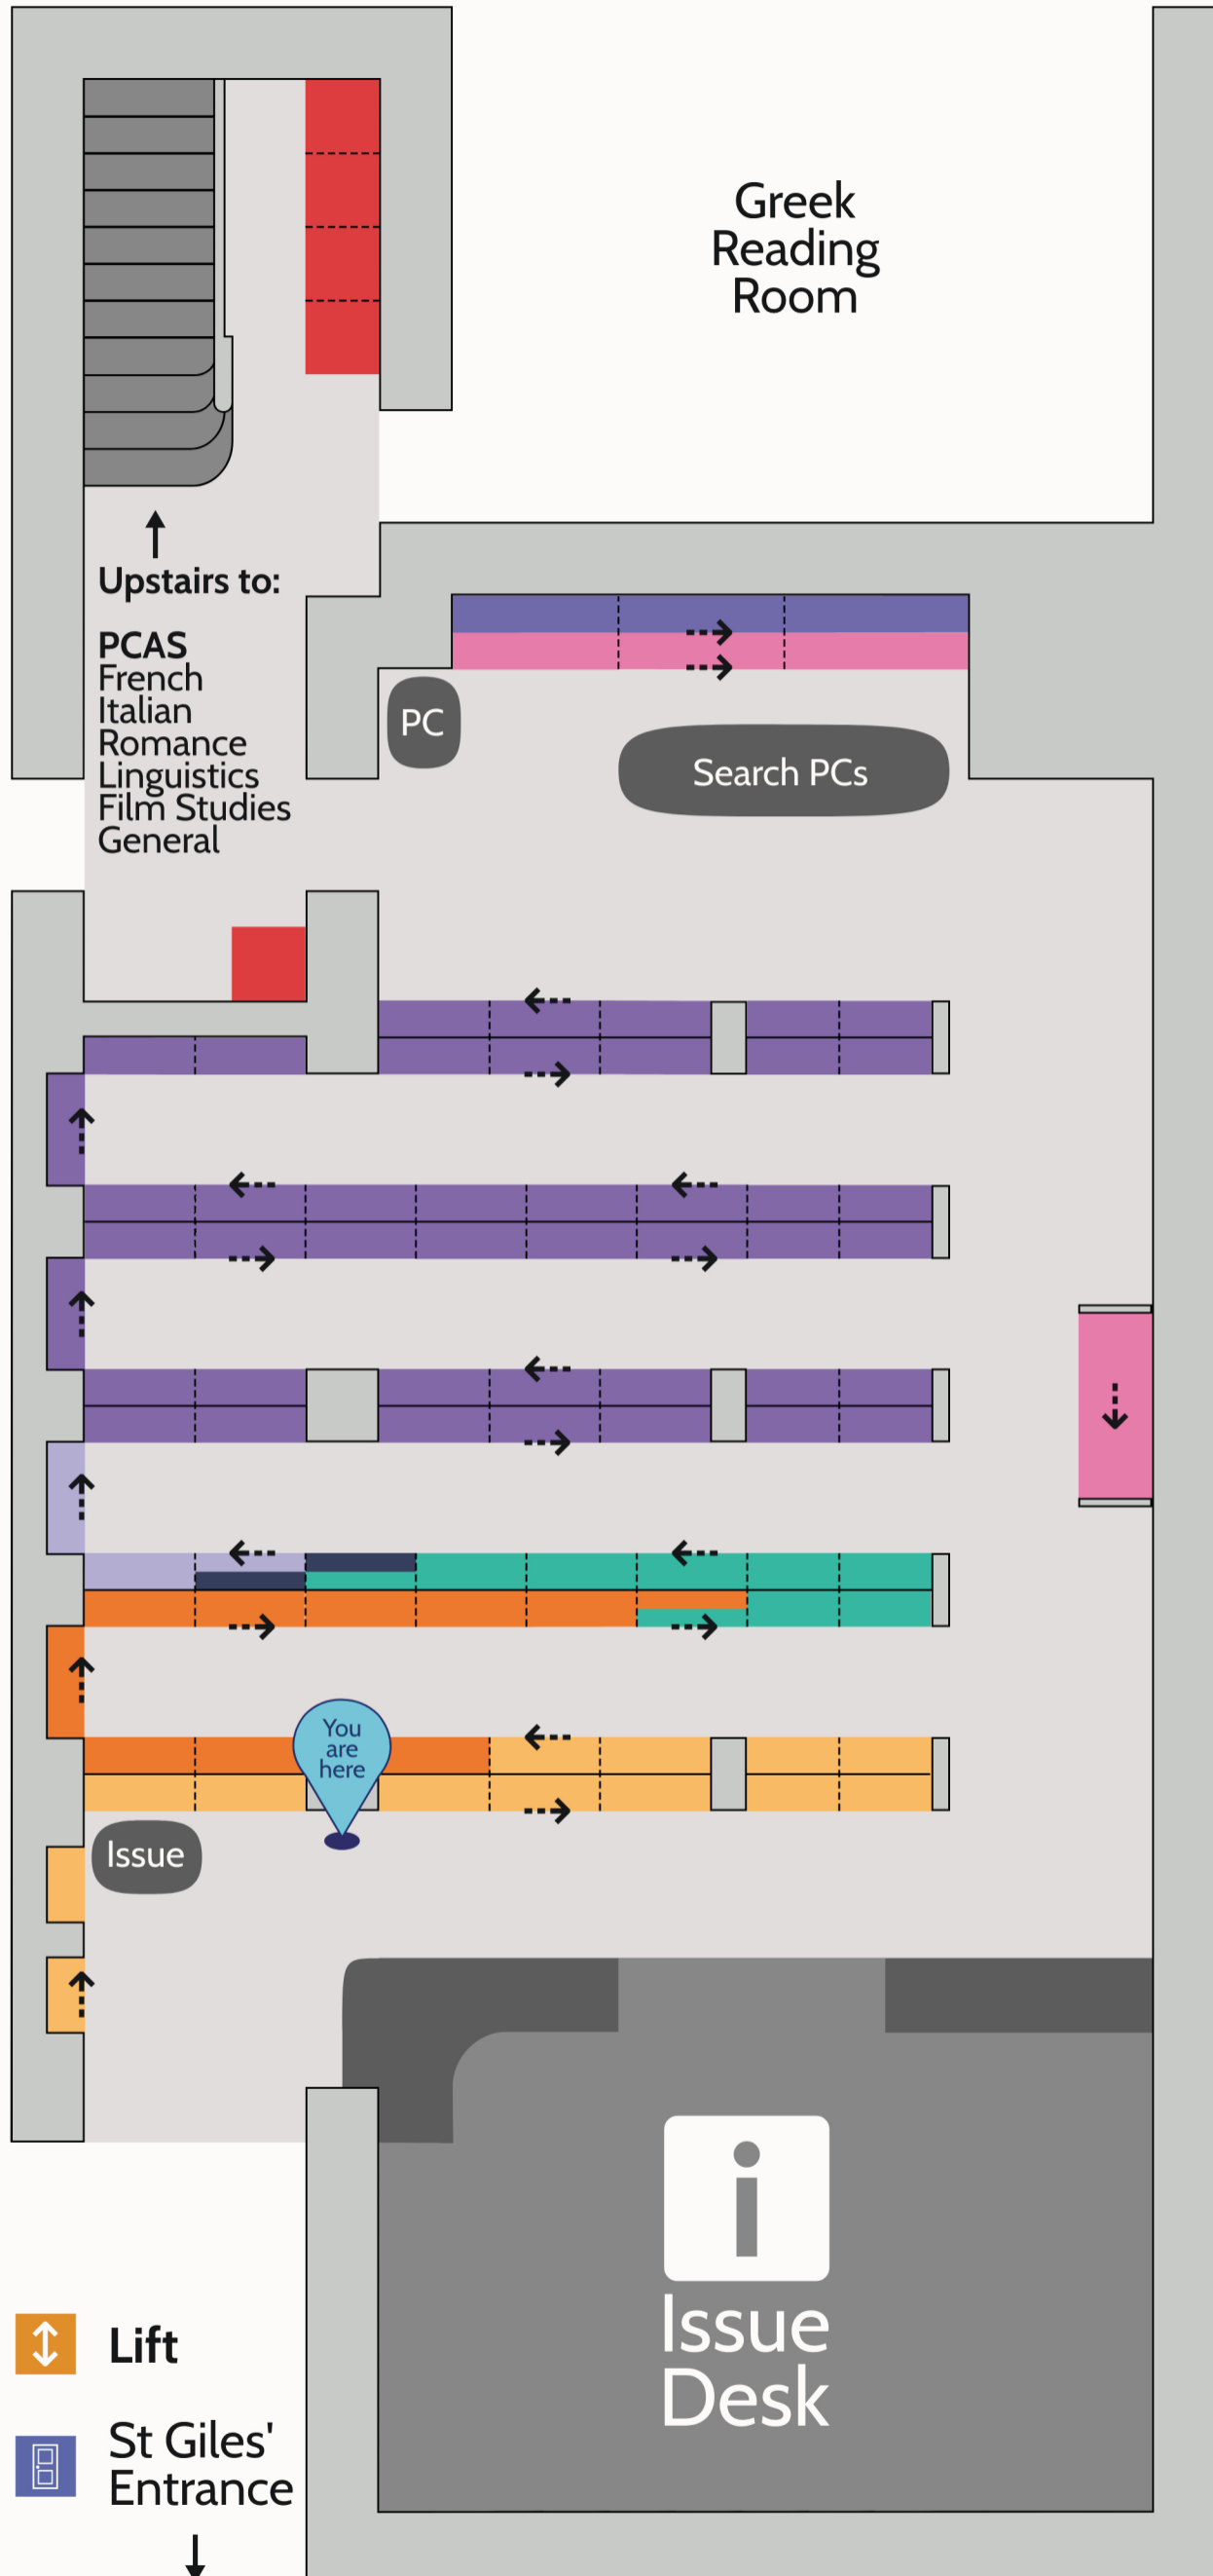 Greek
Reading
Room
Upstairs to:
PCAS
French
Italian
Romance
Linguistics
Film Studies
General
PC
Search PCs
You
are
here
Issue
i
Issue
Desk
Lift
St Giles'
Entrance